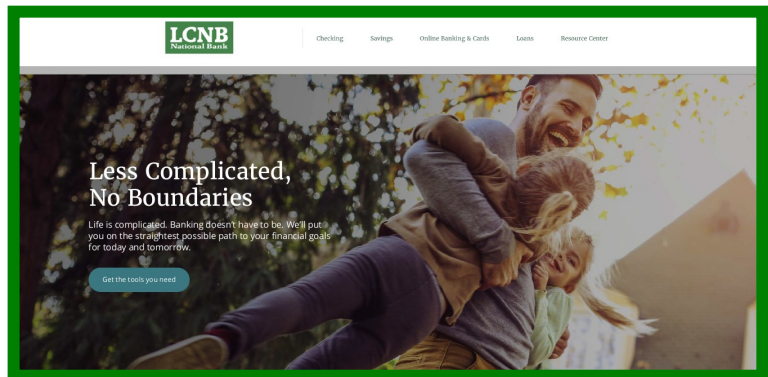 LCNB
National Bank
Checking Savings Online Banking & Cards Loans Resource Center
Less Complicated,
No Boundaries
Life is complicated. Banking doesn't have to be. We'll put
you on the straightest possible path to your financial goals
for today and tomorrow.
Get the tools you need